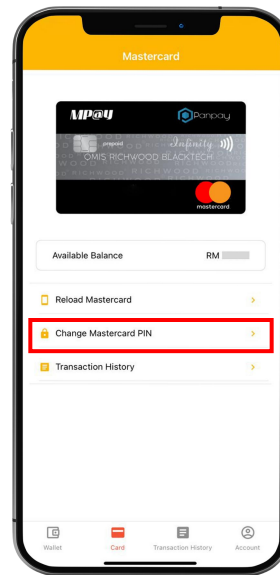 Mastercard
MP@Y
Panpay
prepaid
Infinity
OMIS RICHWOOD BLACKTECH
mastercard
Available Balance RM
Reload Mastercard
Change Mastercard PIN
Transaction History
Wallet Card Transaction History Account